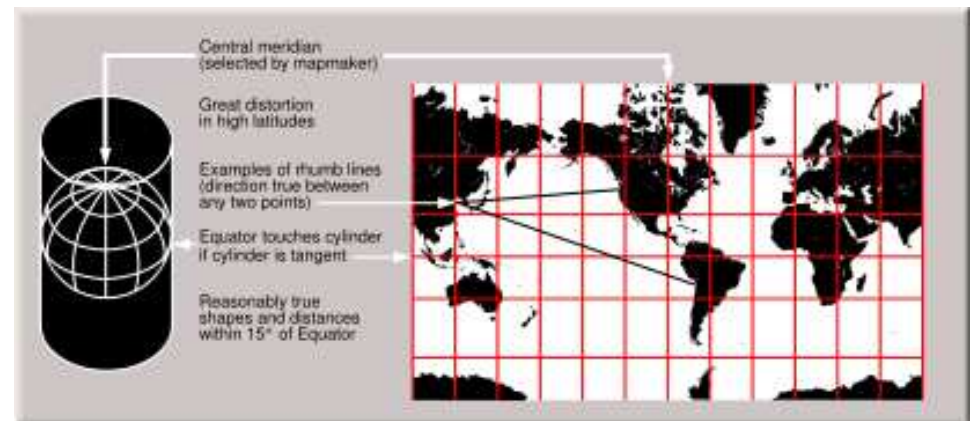 Central meridian
(selected by mapmaker)
Great distortion
in high latitudes
Examples of rhumb lines
(direction true between
any two points)
Equator touches cylinder
if cylinder is tangent
Reasonably true
shapes and distances
within 15° of Equator